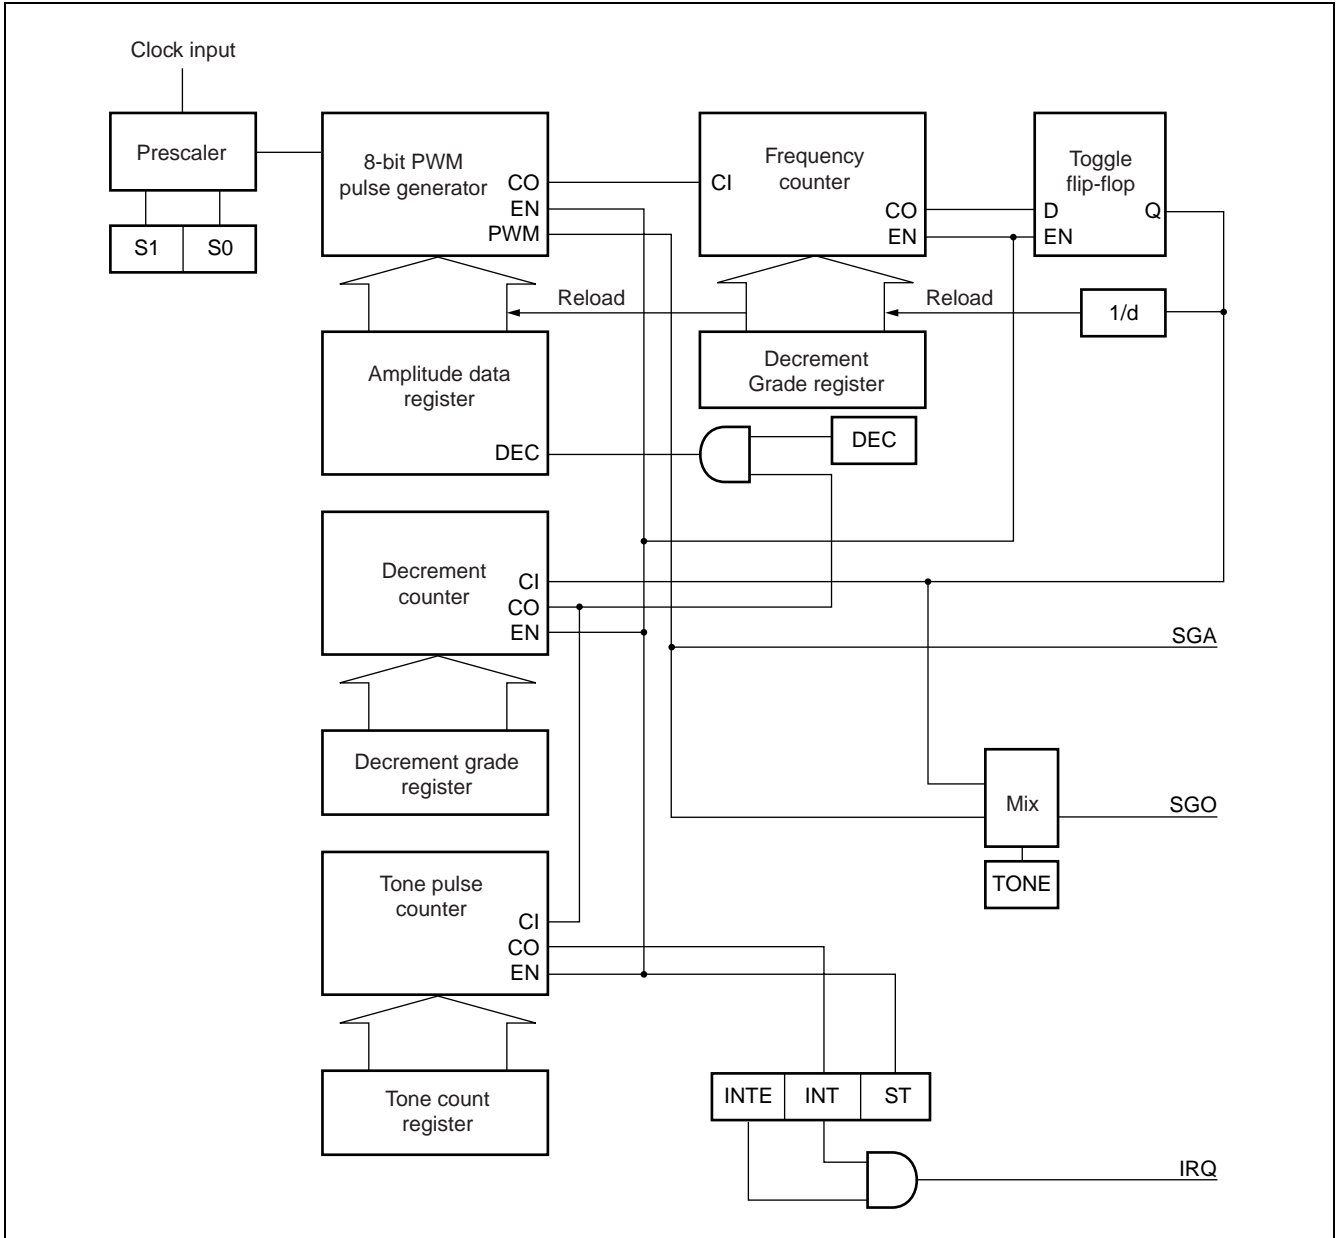 Clock input
Prescaler
S1 S0
8-bit PWM
pulse generator
CO
EN
PWM
Frequency
counter
CI
CO
EN
Toggle
flip-flop
D
Q
EN
Reload
Reload
1/d
Amplitude data
register
DEC
Decrement
Grade register
DEC
Decrement
counter
CI
CO
EN
SGA
Decrement grade
register
Mix
SGO
TONE
Tone pulse
counter
CI
CO
EN
Tone count
register
INTE INT ST
IRQ